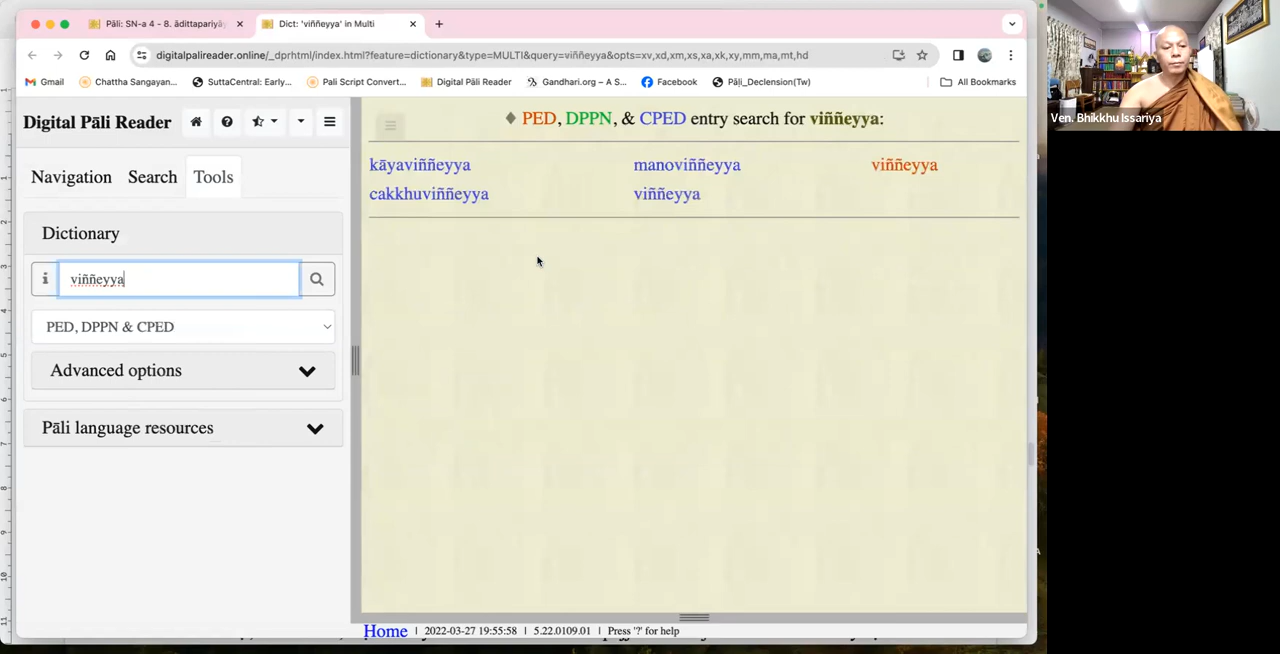 Pāli: SN-a 4 - 8. ādittapariyāy
Dict: 'viññeyya' in Multi
digitalpalireader.online/_dprhtml/index.html?feature=dictionary&type=MULTI&query=viññeyya&opts=xv,xd,xm,xs,xa,xk,xy,mm,ma,mt,hd
Gmail
Chattha Sangayan...
SuttaCentral: Early...
Pali Script Convert...
Digital Pāli Reader
Gandhari.org – A S...
Facebook
Pāḷi_Declension(Tw)
All Bookmarks
Digital Pāli Reader
Navigation Search Tools
Dictionary
viññeyya
PED, DPPN & CPED
Advanced options
Pāli language resources
♦ PED, DPPN, & CPED entry search for viññeyya:
kāyaviññeyya manoviññeyya viññeyya
cakkhuviññeyya viññeyya
Home | 2022-03-27 19:55:58 | 5.22.0109.01 | Press '?' for help
Ven. Bhikkhu Issariya